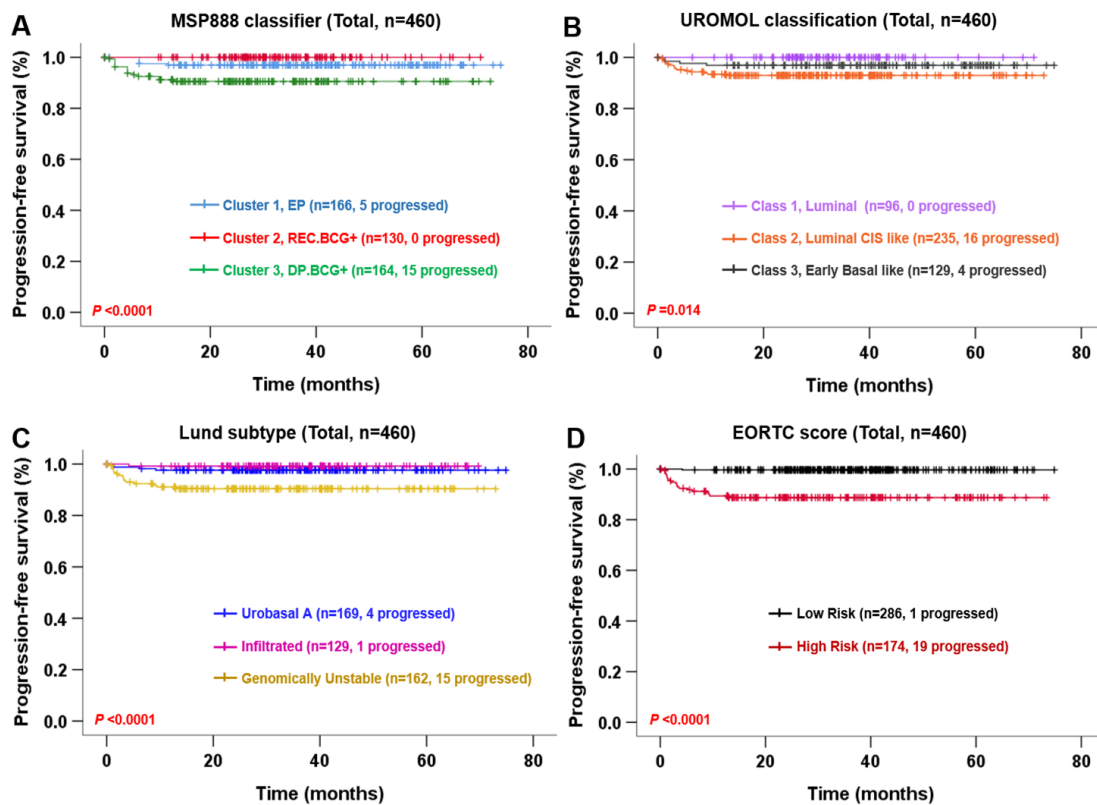 A
MSP888 classifier (Total, n=460)
Progression-free survival (%)
1.0
0.8
0.6
0.4
0.2
0.0
Cluster 1, EP (n=166, 5 progressed)
Cluster 2, REC.BCG+ (n=130, 0 progressed)
Cluster 3, DP.BCG+ (n=164, 15 progressed)
P <0.0001
0 20 40 60 80
Time (months)
B
UROMOL classification (Total, n=460)
Progression-free survival (%)
1.0
0.8
0.6
0.4
0.2
0.0
Class 1, Luminal (n=96, 0 progressed)
Class 2, Luminal CIS like (n=235, 16 progressed)
Class 3, Early Basal like (n=129, 4 progressed)
P =0.014
0 20 40 60 80
Time (months)
C
Lund subtype (Total, n=460)
Progression-free survival (%)
1.0
0.8
0.6
0.4
0.2
0.0
Urobasal A (n=169, 4 progressed)
Infiltrated (n=129, 1 progressed)
Genomically Unstable (n=162, 15 progressed)
P <0.0001
0 20 40 60 80
Time (months)
D
EORTC score (Total, n=460)
Progression-free survival (%)
1.0
0.8
0.6
0.4
0.2
0.0
Low Risk (n=286, 1 progressed)
High Risk (n=174, 19 progressed)
P <0.0001
0 20 40 60 80
Time (months)